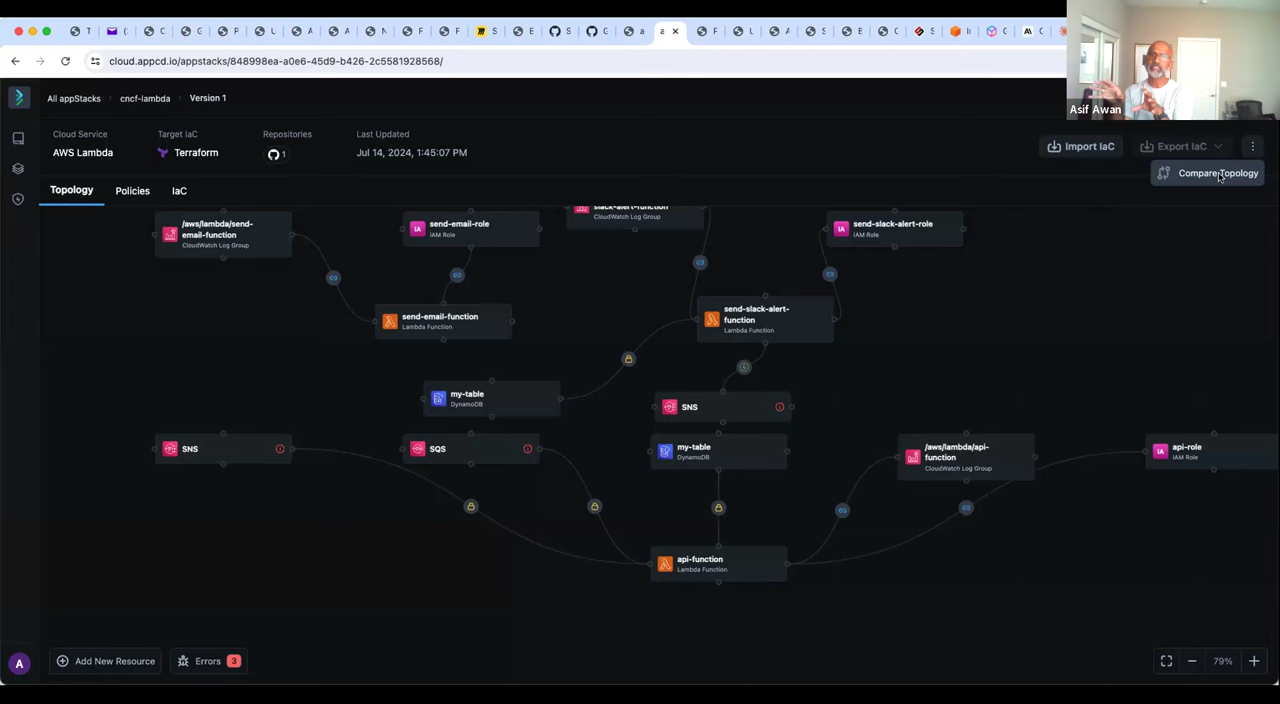 T
(
C
G
P
L
A
A
N
F
F
S
E
S
G
a
a
F
L
A
S
E
C
S
In
C
C
cloud.appcd.io/appstacks/848998ea-a0e6-45d9-b426-2c5581928568/
Asif Awan
All appStacks
cncf-lambda
Version 1
Cloud Service
AWS Lambda
Target IaC
Terraform
Repositories
1
Last Updated
Jul 14, 2024, 1:45:07 PM
Import IaC
Export IaC
Compare Topology
Topology
Policies
IaC
/aws/lambda/send-
email-function
CloudWatch Log Group
send-email-role
IAM Role
slack-alert-function
CloudWatch Log Group
send-slack-alert-role
IAM Role
send-email-function
Lambda Function
send-slack-alert-
function
Lambda Function
my-table
DynamoDB
SNS
SNS
SQS
my-table
DynamoDB
/aws/lambda/api-
function
CloudWatch Log Group
api-role
IAM Role
api-function
Lambda Function
A
Add New Resource
Errors
3
79%